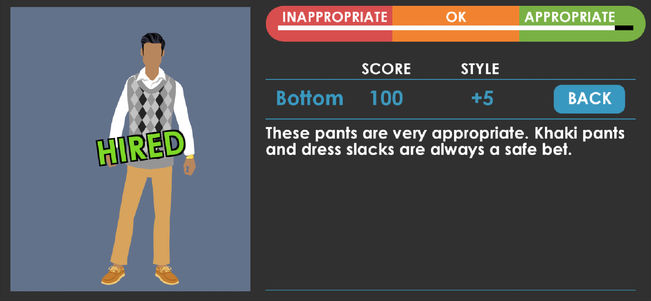 INAPPROPRIATE OK APPROPRIATE
SCORE STYLE
Bottom 100 +5 BACK
These pants are very appropriate. Khaki pants
and dress slacks are always a safe bet.
HIRED